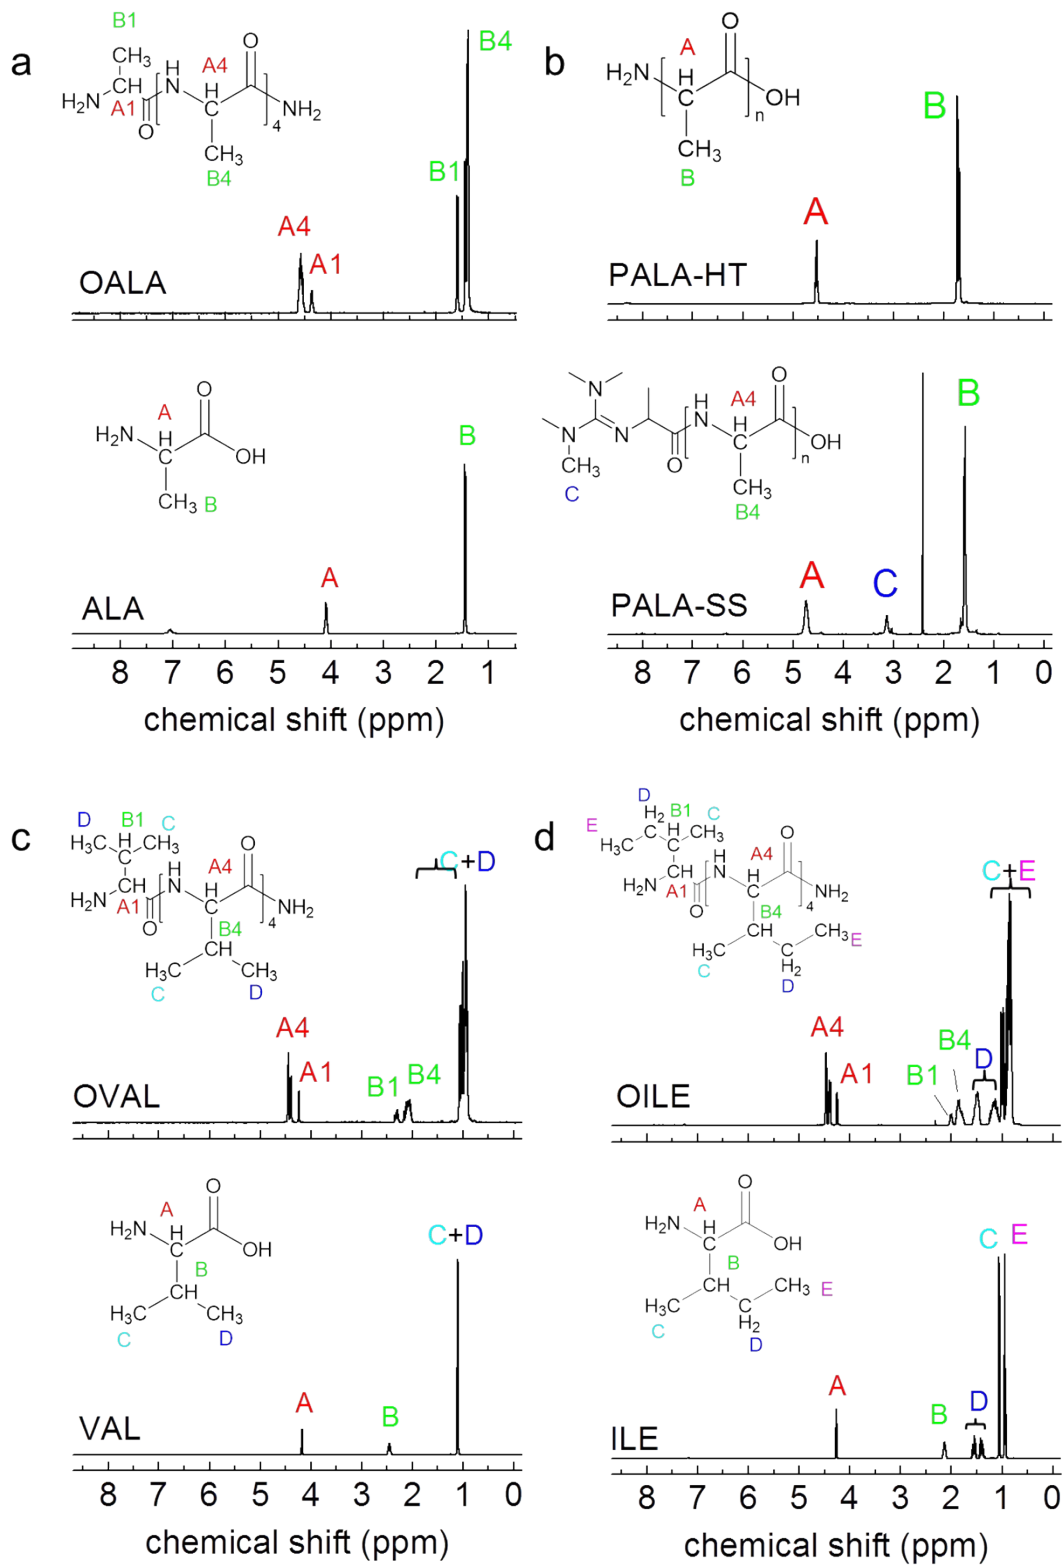 a
B1
CH3
H
A4
O
H2N
CH
A1
N
C
O
4
NH2
CH3
B4
B4
B1
A4
A1
OALA
b
A
O
H2N
H
C
n
OH
CH3
B
B
A
PALA-HT
A
O
H2N
H
C
OH
CH3
B
B
A
ALA
8 7 6 5 4 3 2 1
chemical shift (ppm)
N
N
N
CH3
C
O
H
N
A4
H
C
O
n
OH
CH3
B4
B
A
C
PALA-SS
8 7 6 5 4 3 2 1 0
chemical shift (ppm)
c
D
B1
C
H3C
H
CH3
C
H
C
H2N
A1
O
H
N
A4
H
C
O
4
NH2
B4
CH
H3C
CH3
C
D
C+D
A4
A1
B1
B4
OVAL
d
D
H2
C
B1
C
E
H
C
H3C
CH3
H
C
H2N
A1
O
H
N
A4
H
C
O
4
NH2
B4
CH
CH3
E
H3C
C
H2
C
D
C+E
A4
A1
B1
B4
D
OILE
A
O
H2N
H
C
OH
B
CH
H3C
CH3
C
D
C+D
A
B
VAL
8 7 6 5 4 3 2 1 0
chemical shift (ppm)
A
O
H2N
H
C
OH
B
CH
CH3
E
H3C
C
H2
C
D
C
E
A
B
D
ILE
8 7 6 5 4 3 2 1 0
chemical shift (ppm)